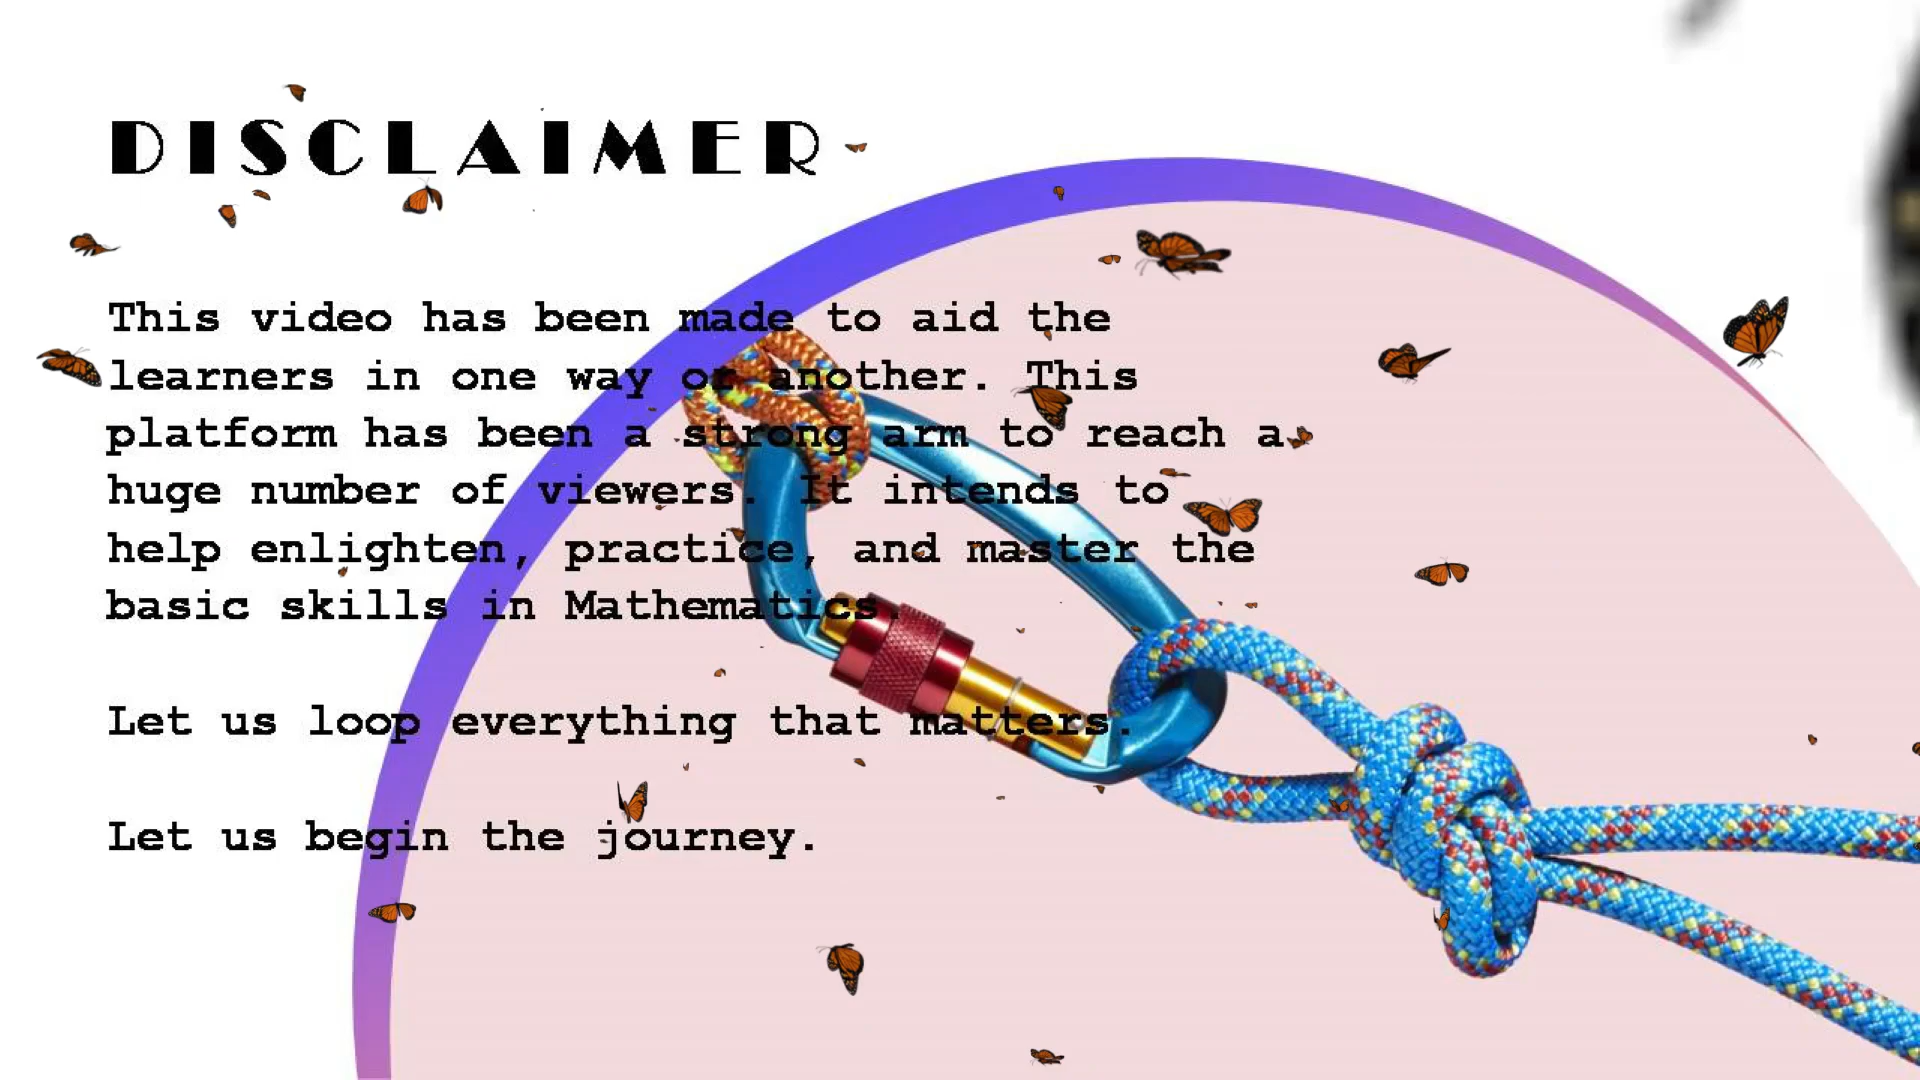 DISCLAIMER
This video has been made to aid the
learners in one way or another. This
platform has been a strong arm to reach a
huge number of viewers. It intends to
help enlighten, practice, and master the
basic skills in Mathematics.
Let us loop everything that matters.
Let us begin the journey.